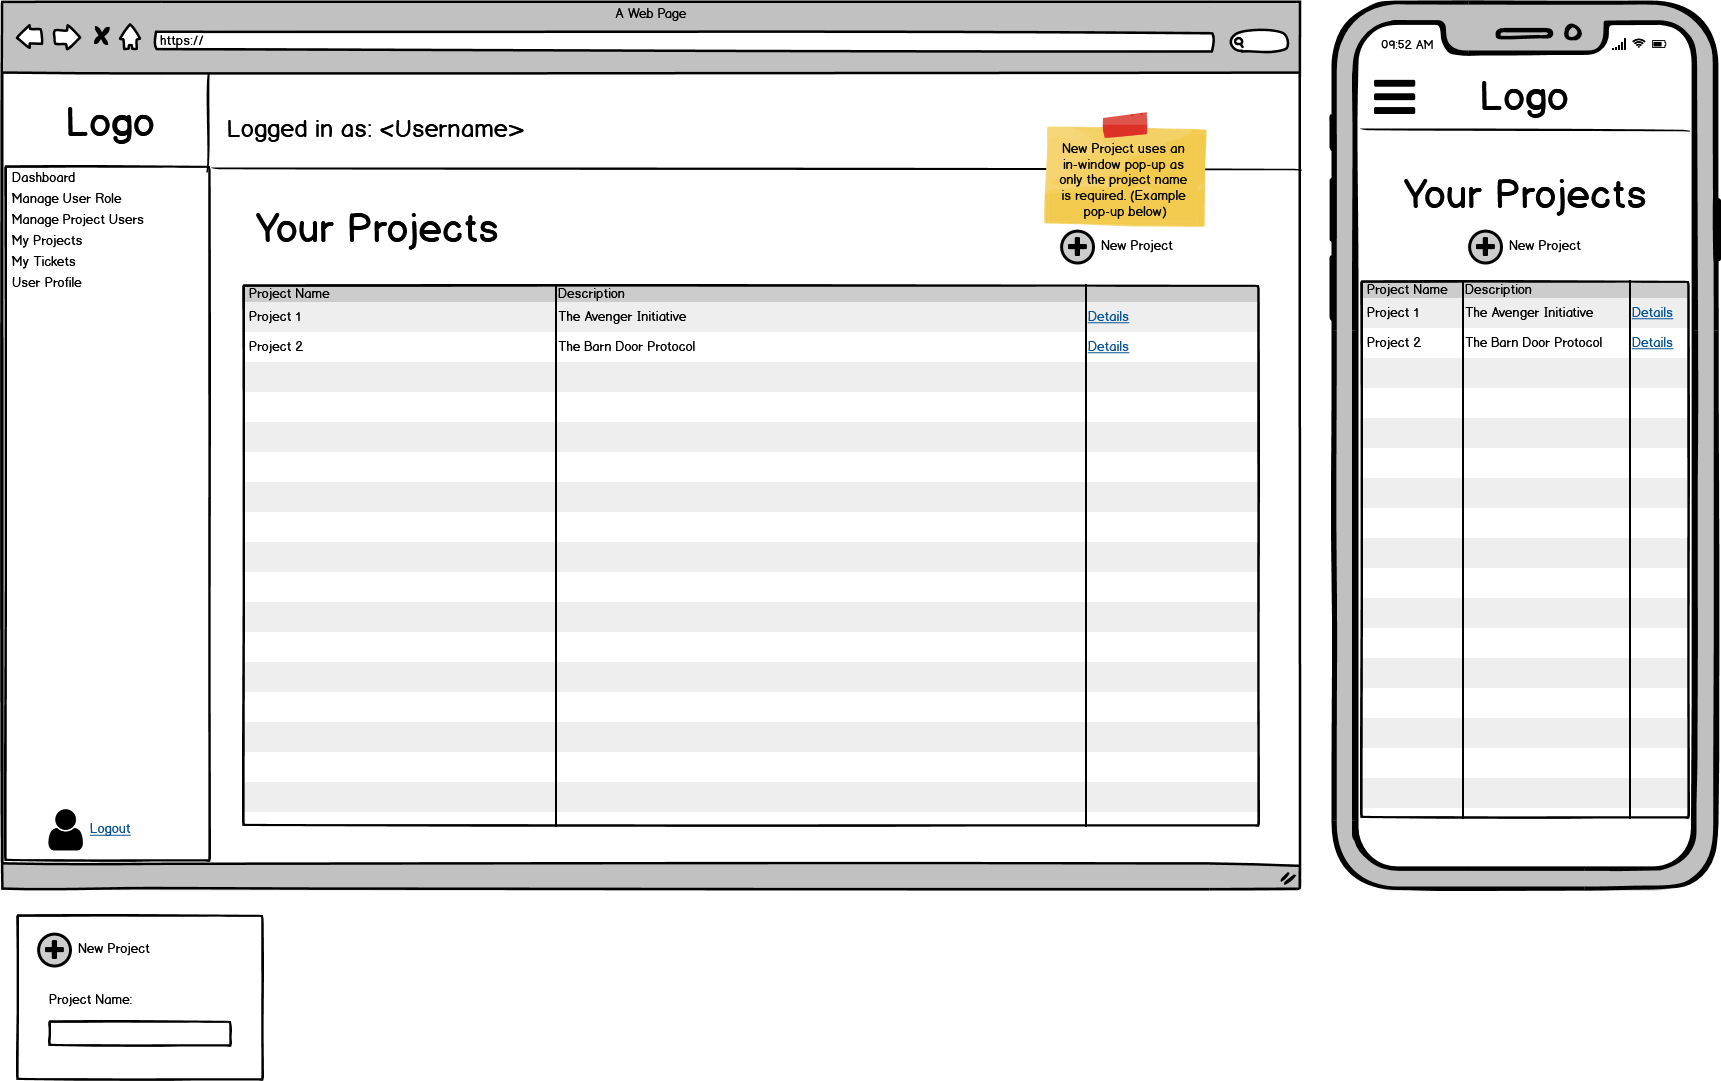 A Web Page
https://
Logo
Logged in as: <Username>
New Project uses an
in-window pop-up as
only the project name
is required. (Example
pop-up below)
Dashboard
Manage User Role
Manage Project Users
My Projects
My Tickets
User Profile
Your Projects
New Project
Project Name Description
Project 1 The Avenger Initiative Details
Project 2 The Barn Door Protocol Details
Logout
09:52 AM
Logo
Your Projects
New Project
Project Name Description
Project 1 The Avenger Initiative Details
Project 2 The Barn Door Protocol Details
New Project
Project Name: